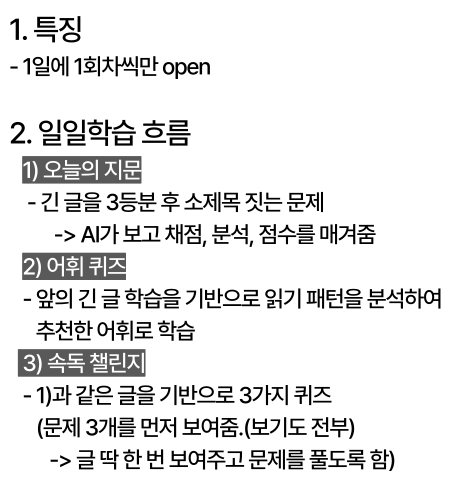 1. 특징
- 1일에 1회차씩만 open
2. 일일학습 흐름
1) 오늘의 지문
- 긴 글을 3등분 후 소제목 짓는 문제
-> AI가 보고 채점, 분석, 점수를 매겨줌
2) 어휘 퀴즈
- 앞의 긴 글 학습을 기반으로 읽기 패턴을 분석하여
추천한 어휘로 학습
3) 속독 챌린지
- 1)과 같은 글을 기반으로 3가지 퀴즈
(문제 3개를 먼저 보여줌.(보기도 전부)
-> 글 딱 한 번 보여주고 문제를 풀도록 함)